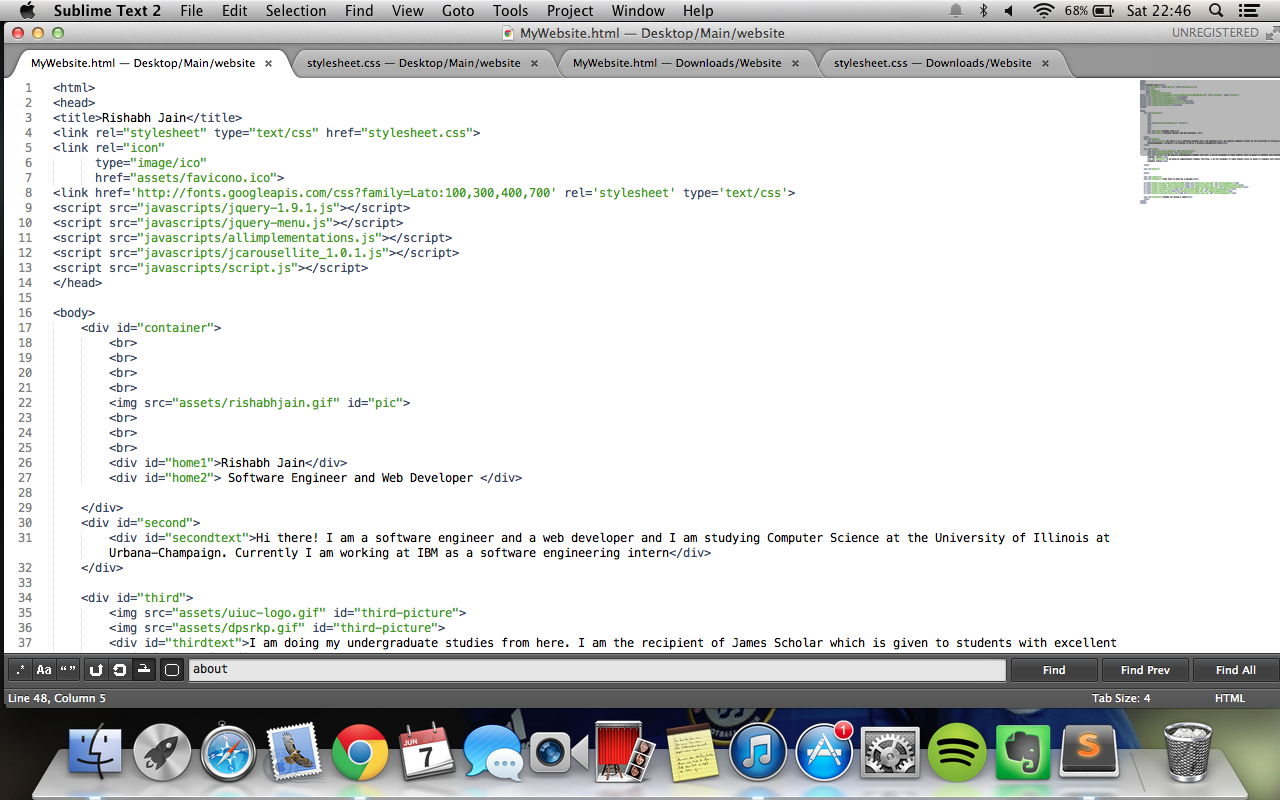 Sublime Text 2 File Edit Selection Find View Goto Tools Project Window Help 68% Sat 22:46
MyWebsite.html — Desktop/Main/website UNREGISTERED
MyWebsite.html — Desktop/Main/website × stylesheet.css — Desktop/Main/website × MyWebsite.html — Downloads/Website × stylesheet.css — Downloads/Website ×
1 <html>
2 <head>
3 <title>Rishabh Jain</title>
4 <link rel="stylesheet" type="text/css" href="stylesheet.css">
5 <link rel="icon"
6 type="image/ico"
7 href="assets/favicono.ico">
8 <link href='http://fonts.googleapis.com/css?family=Lato:100,300,400,700' rel='stylesheet' type='text/css'>
9 <script src="javascripts/jquery-1.9.1.js"></script>
10 <script src="javascripts/jquery-menu.js"></script>
11 <script src="javascripts/allimplementations.js"></script>
12 <script src="javascripts/jcarousellite_1.0.1.js"></script>
13 <script src="javascripts/script.js"></script>
14 </head>
15
16 <body>
17 <div id="container">
18 <br>
19 <br>
20 <br>
21 <br>
22 <img src="assets/rishabhjain.gif" id="pic">
23 <br>
24 <br>
25 <br>
26 <div id="home1">Rishabh Jain</div>
27 <div id="home2"> Software Engineer and Web Developer </div>
28
29 </div>
30 <div id="second">
31 <div id="secondtext">Hi there! I am a software engineer and a web developer and I am studying Computer Science at the University of Illinois at
Urbana-Champaign. Currently I am working at IBM as a software engineering intern</div>
32 </div>
33
34 <div id="third">
35 <img src="assets/uiuc-logo.gif" id="third-picture">
36 <img src="assets/dpsrkp.gif" id="third-picture">
37 <div id="thirdtext">I am doing my undergraduate studies from here. I am the recipient of James Scholar which is given to students with excellent
.* Aa “ ” about Find Find Prev Find All
Line 48, Column 5 Tab Size: 4 HTML
JUN
7
1
S